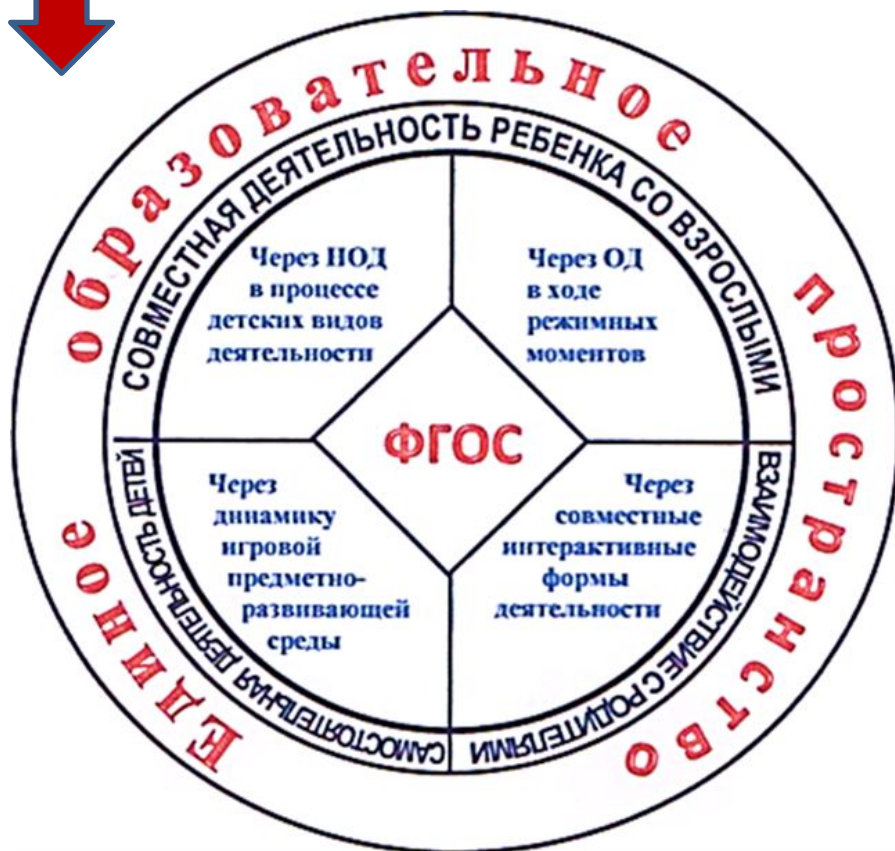 Единое образовательное пространство
СОВМЕСТНАЯ ДЕЯТЕЛЬНОСТЬ РЕБЕНКА СО ВЗРОСЛЫМИ
Через НОД
в процессе
детских видов
деятельности
Через ОД
в ходе
режимных
моментов
ФГОС
Через
динамику
игровой
предметно-
развивающей
среды
Через
совместные
интерактивные
формы
деятельности
САМОСТОЯТЕЛЬНАЯ ДЕЯТЕЛЬНОСТЬ ДЕТЕЙ
ВЗАИМОДЕЙСТВИЕ С РОДИТЕЛЯМИ